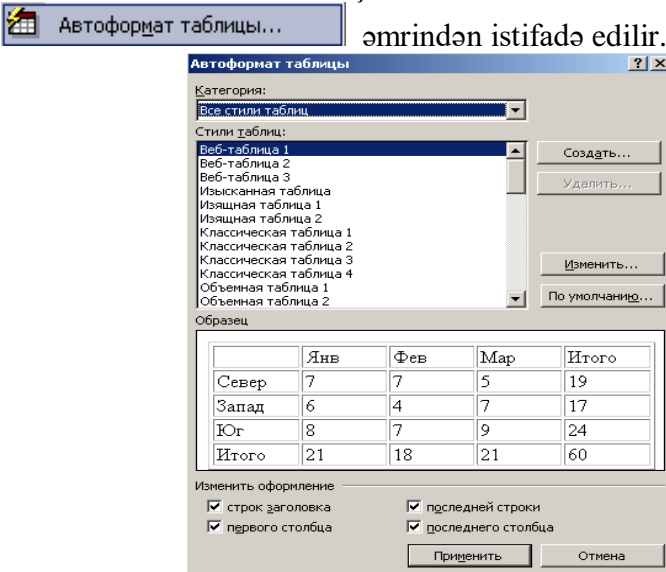 Автоформат таблицы...
əmrindən istifadə edilir.
Автоформат таблицы
Категория:
Все стили таблиц
Стили таблиц:
Веб-таблица 1
Веб-таблица 2
Веб-таблица 3
Изысканная таблица
Изящная таблица 1
Изящная таблица 2
Классическая таблица 1
Классическая таблица 2
Классическая таблица 3
Классическая таблица 4
Объемная таблица 1
Объемная таблица 2
Создать...
Удалить...
Изменить...
По умолчанию...
Образец
Янв Фев Мар Итого
Север 7 7 5 19
Запад 6 4 7 17
Юг 8 7 9 24
Итого 21 18 21 60
Изменить оформление
строк заголовка последней строки
первого столбца последнего столбца
Применить Отмена